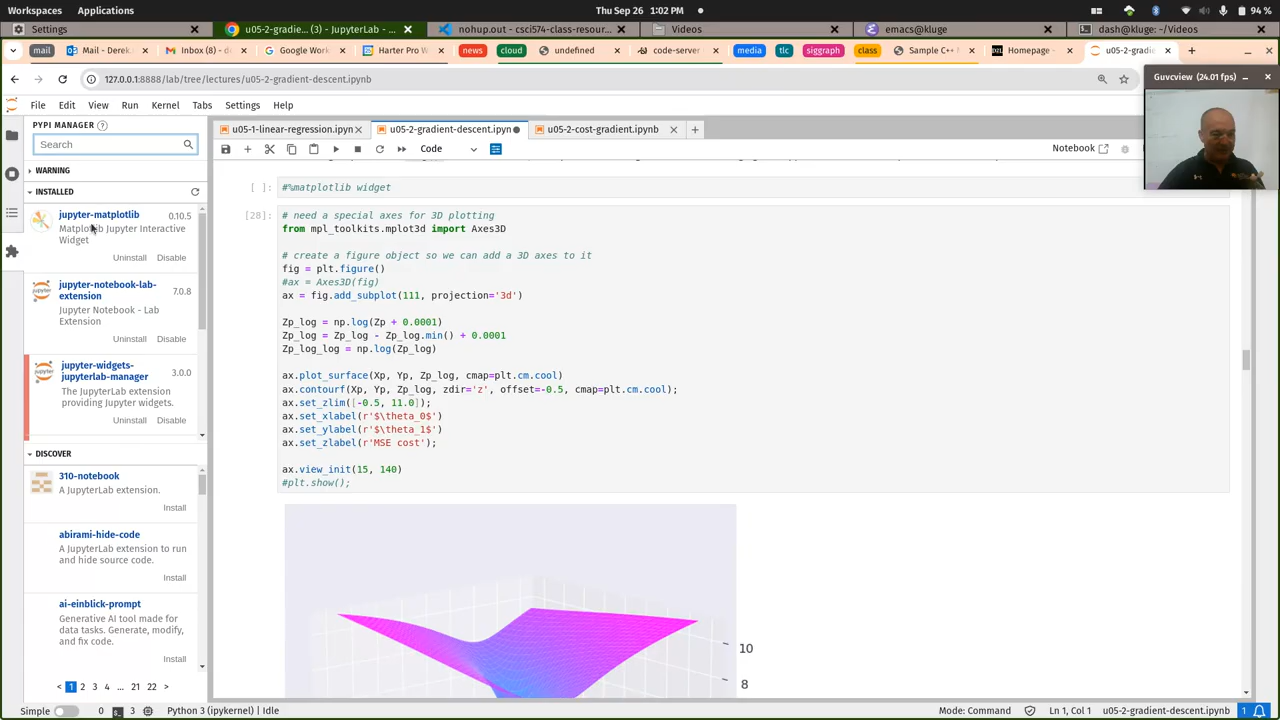 Workspaces Applications Thu Sep 26 1:02 PM 94 %
Settings u05-2-gradie... (3) - JupyterLab - nohup.out - csci574-class-resour... Videos emacs@kluge dash@kluge: ~/Videos
mail Mail - Derek Inbox (8) - Google Work Harter Pro W news cloud undefined code-server media tlc siggraph class Sample C++ M Homepage - u05-2-gradi
127.0.0.1:8888/lab/tree/lectures/u05-2-gradient-descent.ipynb
Guvcview (24.01 fps)
File Edit View Run Kernel Tabs Settings Help
PYPI MANAGER ?
u05-1-linear-regression.ipyn u05-2-gradient-descent.ipyn u05-2-cost-gradient.ipynb
Search
Code Notebook
WARNING
INSTALLED
jupyter-matplotlib 0.10.5
Matplotlib Jupyter Interactive
Widget
Uninstall Disable
jupyter-notebook-lab-
extension 7.0.8
Jupyter Notebook - Lab
Extension
Uninstall Disable
jupyter-widgets-
jupyterlab-manager 3.0.0
The JupyterLab extension
providing Jupyter widgets.
Uninstall Disable
DISCOVER
310-notebook
A JupyterLab extension.
Install
abirami-hide-code
A JupyterLab extension to run
and hide source code.
Install
ai-einblick-prompt
Generative AI tool made for
data tasks. Generate, modify,
and fix code.
Install
< 1 2 3 4 ... 21 22 >
[ ]: #%matplotlib widget
[28]: # need a special axes for 3D plotting
from mpl_toolkits.mplot3d import Axes3D
# create a figure object so we can add a 3D axes to it
fig = plt.figure()
#ax = Axes3D(fig)
ax = fig.add_subplot(111, projection='3d')
Zp_log = np.log(Zp + 0.0001)
Zp_log = Zp_log - Zp_log.min() + 0.0001
Zp_log_log = np.log(Zp_log)
ax.plot_surface(Xp, Yp, Zp_log, cmap=plt.cm.cool)
ax.contourf(Xp, Yp, Zp_log, zdir='z', offset=-0.5, cmap=plt.cm.cool);
ax.set_zlim([-0.5, 11.0]);
ax.set_xlabel(r'$\theta_0$')
ax.set_ylabel(r'$\theta_1$')
ax.set_zlabel(r'MSE cost');
ax.view_init(15, 140)
#plt.show();
10
8
Simple 0 3 Python 3 (ipykernel) | Idle Mode: Command Ln 1, Col 1 u05-2-gradient-descent.ipynb 1